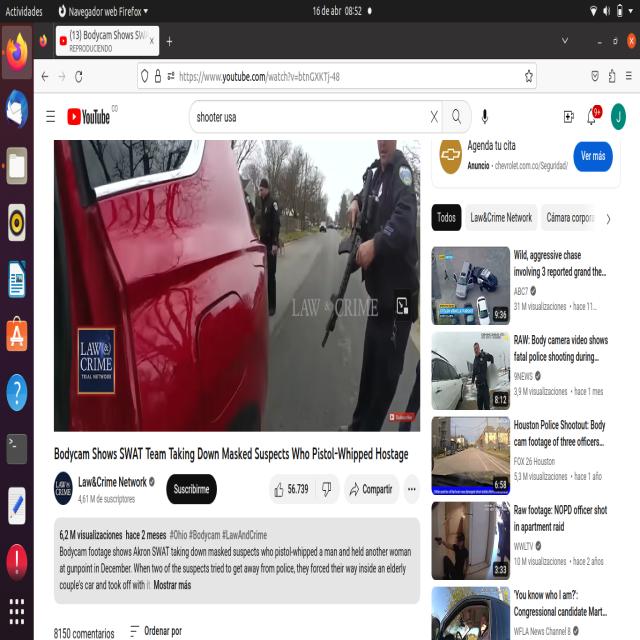 Actividades
Navegador web Firefox
16 de abr 08:52
(13) Bodycam Shows SWA
REPRODUCIENDO
https://www.youtube.com/watch?v=btnGXKTj-48
YouTube CO
shooter usa
9+
J
Agenda tu cita
Anuncio · chevrolet.com.co/Seguridad/
Ver más
Todos
Law&Crime Network
Cámara corpora
LAW & CRIME
LAW & CRIME
TRIAL NETWORK
Subscribe
Wild, aggressive chase
involving 3 reported grand the...
ABC7
31 M visualizaciones · hace 11...
9:36
RAW: Body camera video shows
fatal police shooting during...
9NEWS
3,9 M visualizaciones · hace 1 mes
8:12
Houston Police Shootout: Body
cam footage of three officers...
FOX 26 Houston
5,3 M visualizaciones · hace 1 año
6:58
Raw footage: NOPD officer shot
in apartment raid
WWLTV
10 M visualizaciones · hace 2 años
3:33
'You know who I am?':
Congressional candidate Mart...
WFLA News Channel 8
Bodycam Shows SWAT Team Taking Down Masked Suspects Who Pistol-Whipped Hostage
LAW & CRIME
Law&Crime Network
4,61 M de suscriptores
Suscribirme
56.739
Compartir
6,2 M visualizaciones hace 2 meses #Ohio #Bodycam #LawAndCrime
Bodycam footage shows Akron SWAT taking down masked suspects who pistol-whipped a man and held another woman
at gunpoint in December. When two of the suspects tried to get away from police, they forced their way inside an elderly
couple's car and took off with it Mostrar más
8150 comentarios
Ordenar por